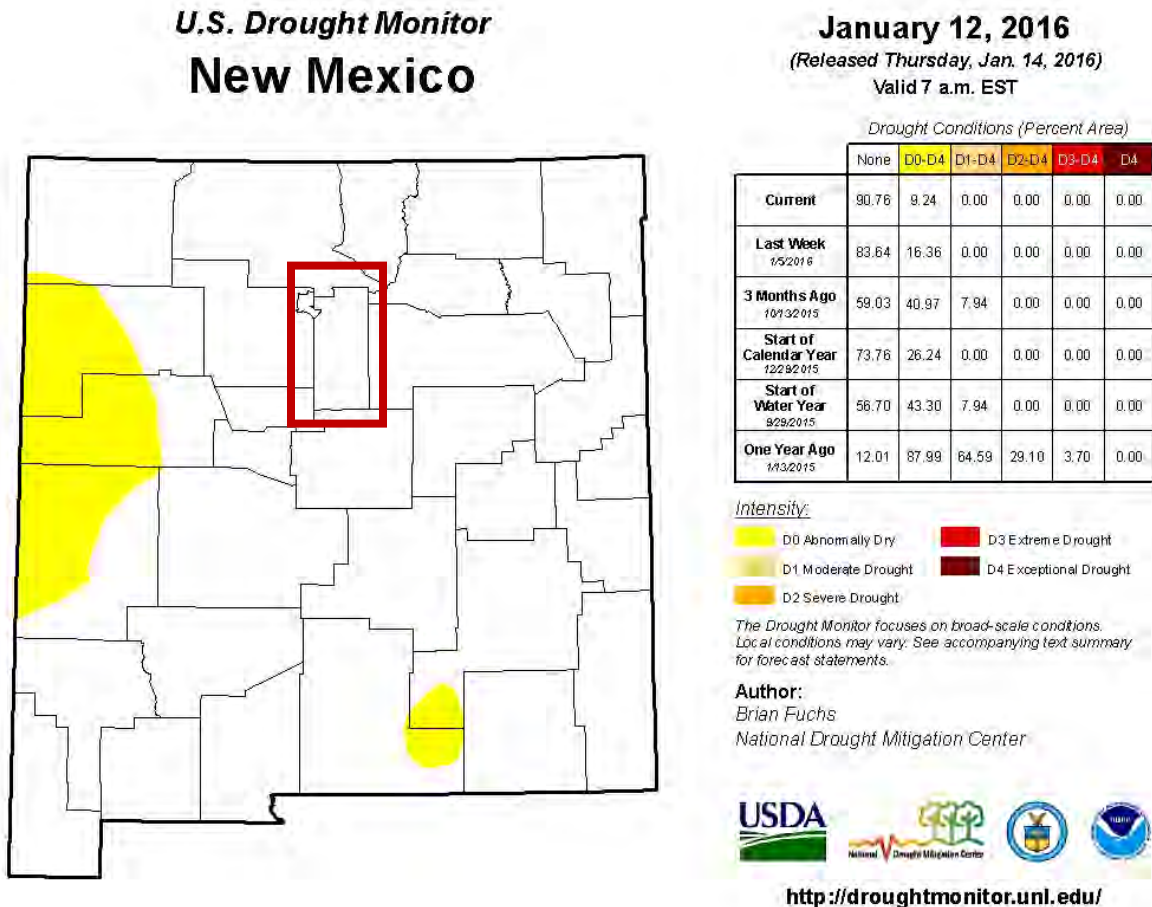 U.S. Drought Monitor
New Mexico
January 12, 2016
(Released Thursday, Jan. 14, 2016)
Valid 7 a.m. EST
Drought Conditions (Percent Area)
None D0-D4 D1-D4 D2-D4 D3-D4 D4
Current 90.76 9.24 0.00 0.00 0.00 0.00
Last Week 83.64 16.36 0.00 0.00 0.00 0.00
1/5/2016
3 Months Ago 59.03 40.97 7.94 0.00 0.00 0.00
10/13/2015
Start of
Calendar Year 73.76 26.24 0.00 0.00 0.00 0.00
12/29/2015
Start of
Water Year 56.70 43.30 7.94 0.00 0.00 0.00
9/29/2015
One Year Ago 12.01 87.99 64.59 29.10 3.70 0.00
1/13/2015
Intensity:
D0 Abnormally Dry D3 Extreme Drought
D1 Moderate Drought D4 Exceptional Drought
D2 Severe Drought
The Drought Monitor focuses on broad-scale conditions.
Local conditions may vary. See accompanying text summary
for forecast statements.
Author:
Brian Fuchs
National Drought Mitigation Center
USDA
National Drought Mitigation Center
http://droughtmonitor.unl.edu/